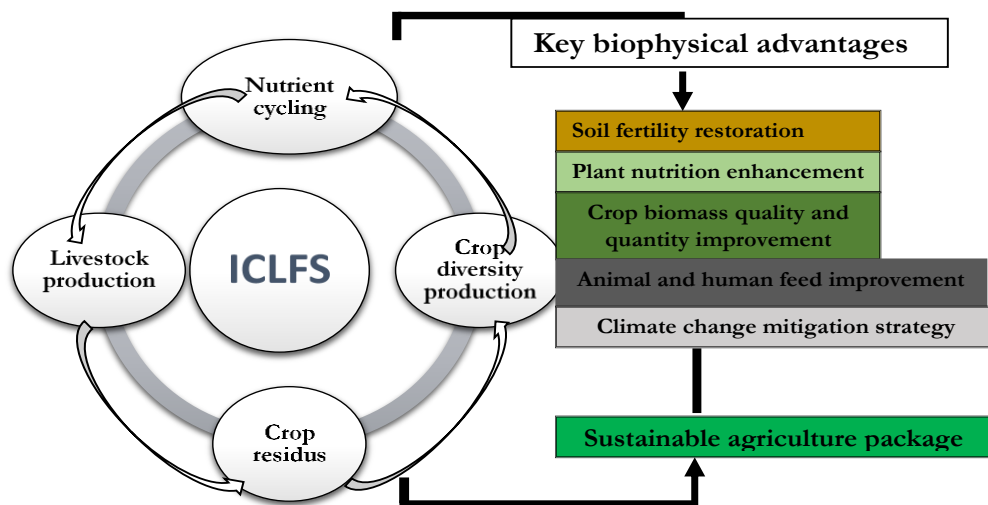 Key biophysical advantages
Nutrient
cycling
Soil fertility restoration
Plant nutrition enhancement
Crop biomass quality and
quantity improvement
Livestock
production
ICLFS
Crop
diversity
production
Animal and human feed improvement
Climate change mitigation strategy
Crop
residus
Sustainable agriculture package